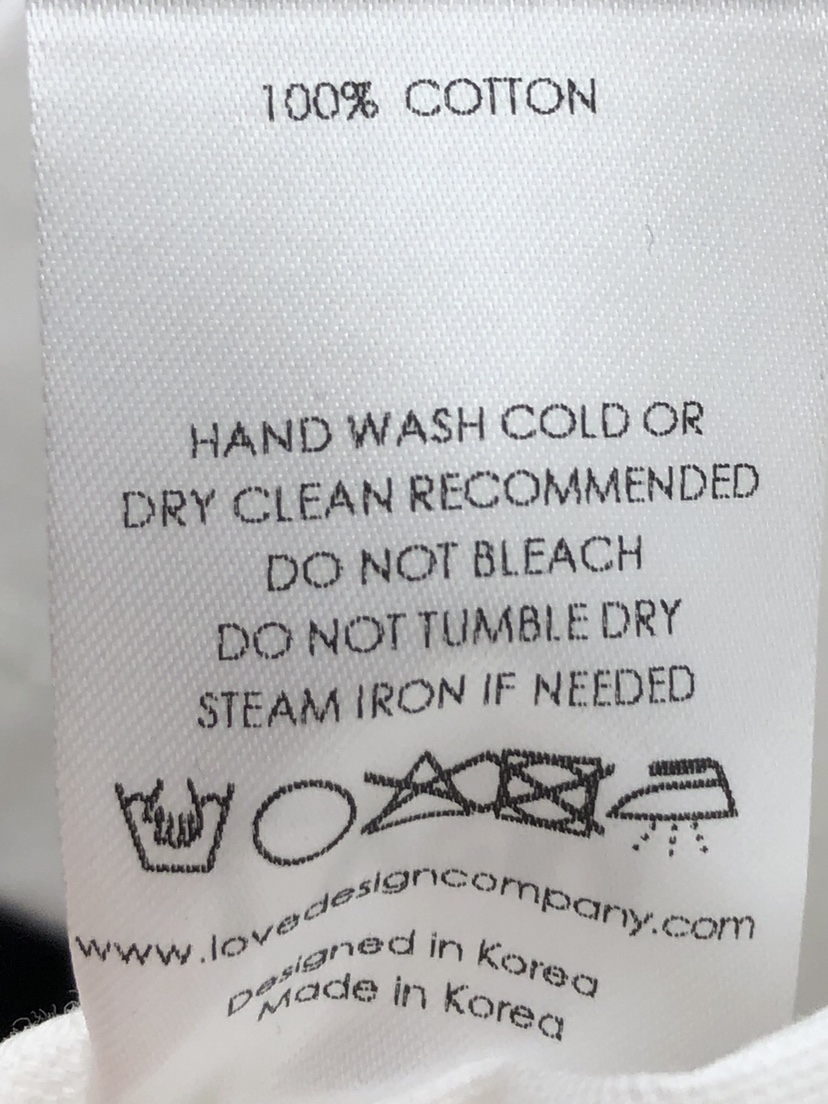 100% COTTON
HAND WASH COLD OR
DRY CLEAN RECOMMENDED
DO NOT BLEACH
DO NOT TUMBLE DRY
STEAM IRON IF NEEDED
www.lovedesigncompany.com
Designed in Korea
Made in Korea